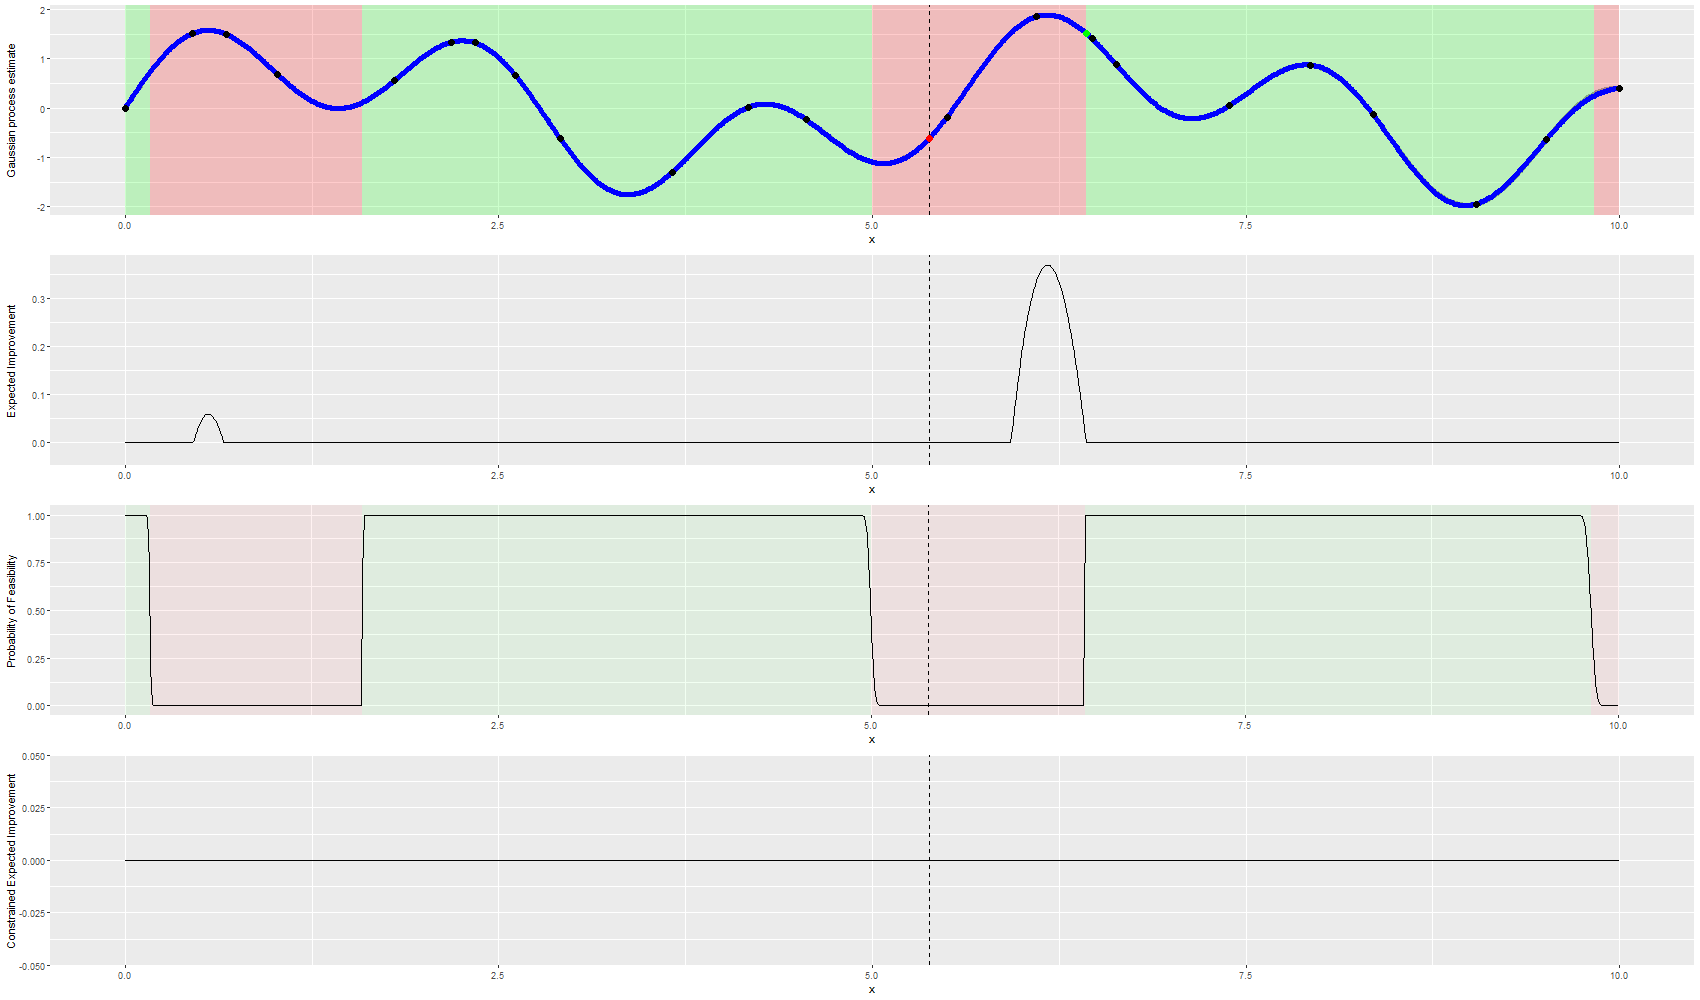 Gaussian process estimate
2
1
0
-1
-2
0.0 2.5 5.0 7.5 10.0
x
Expected Improvement
0.3
0.2
0.1
0.0
0.0 2.5 5.0 7.5 10.0
x
Probability of Feasibility
1.00
0.75
0.50
0.25
0.00
0.0 2.5 5.0 7.5 10.0
x
Constrained Expected Improvement
0.050
0.025
0.000
-0.025
-0.050
0.0 2.5 5.0 7.5 10.0
x